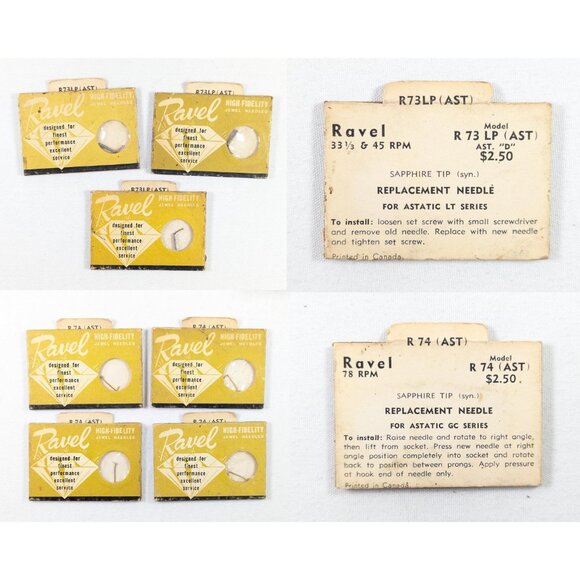 R73LP (AST)
Ravel
HIGH-FIDELITY
JEWEL NEEDLES
designed for
finest
performance
excellent
service
R73LP (AST)
Ravel
HIGH-FIDELITY
JEWEL NEEDLES
designed for
finest
performance
excellent
service
R73LP (AST)
Ravel
HIGH-FIDELITY
JEWEL NEEDLES
designed for
finest
performance
excellent
service
R73LP (AST)
Ravel
33 1/3 & 45 RPM
Model
R 73 LP (AST)
AST. "D"
$2.50
SAPPHIRE TIP (syn.)
REPLACEMENT NEEDLE
FOR ASTATIC LT SERIES
To install: loosen set screw with small screwdriver
and remove old needle. Replace with new needle
and tighten set screw.
Printed in Canada.
R 74 (AST)
Ravel
HIGH-FIDELITY
JEWEL NEEDLES
designed for
finest
performance
excellent
service
R 74 (AST)
Ravel
HIGH-FIDELITY
JEWEL NEEDLES
designed for
finest
performance
excellent
service
R 74 (AST)
Ravel
HIGH-FIDELITY
JEWEL NEEDLES
designed for
finest
performance
excellent
service
R 74 (AST)
Ravel
HIGH-FIDELITY
JEWEL NEEDLES
designed for
finest
performance
excellent
service
R 74 (AST)
Ravel
78 RPM
Model
R 74 (AST)
$2.50
SAPPHIRE TIP (syn.)
REPLACEMENT NEEDLE
FOR ASTATIC GC SERIES
To install: Raise needle and rotate to right angle,
then lift from socket. Press new needle at right
angle position completely into socket and rotate
back to position between prongs. Apply pressure
at hook end of needle only.
Printed in Canada.